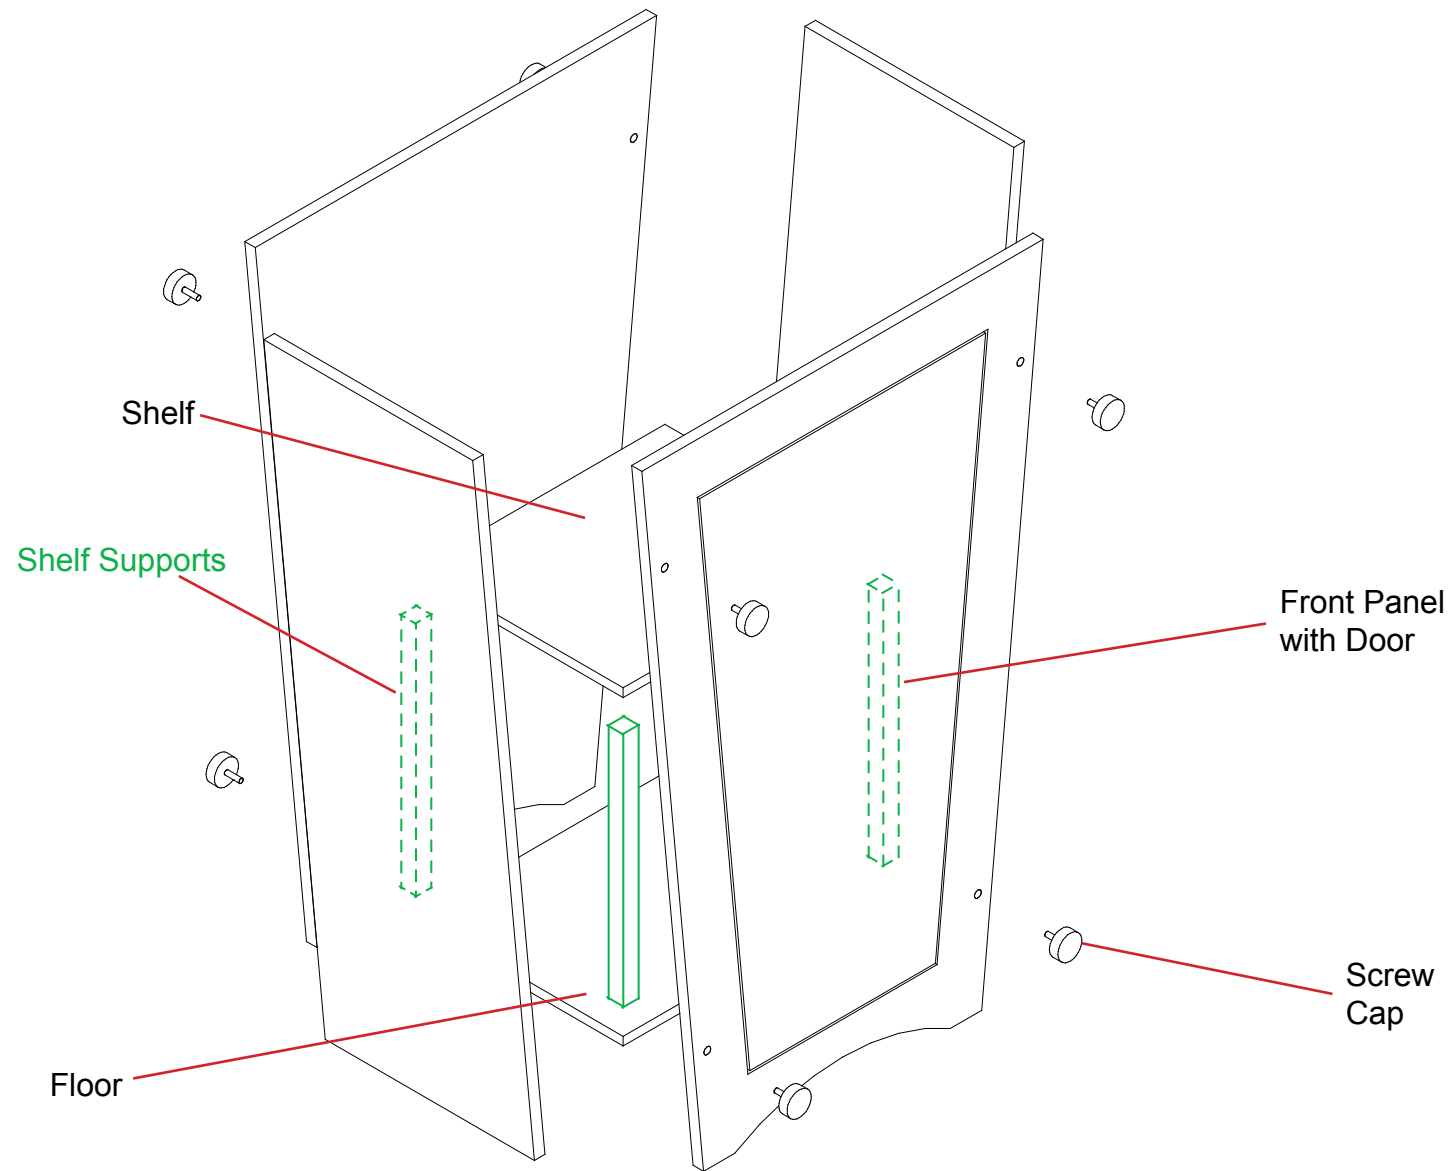 Shelf
Shelf Supports
Front Panel
with Door
Screw
Cap
Floor